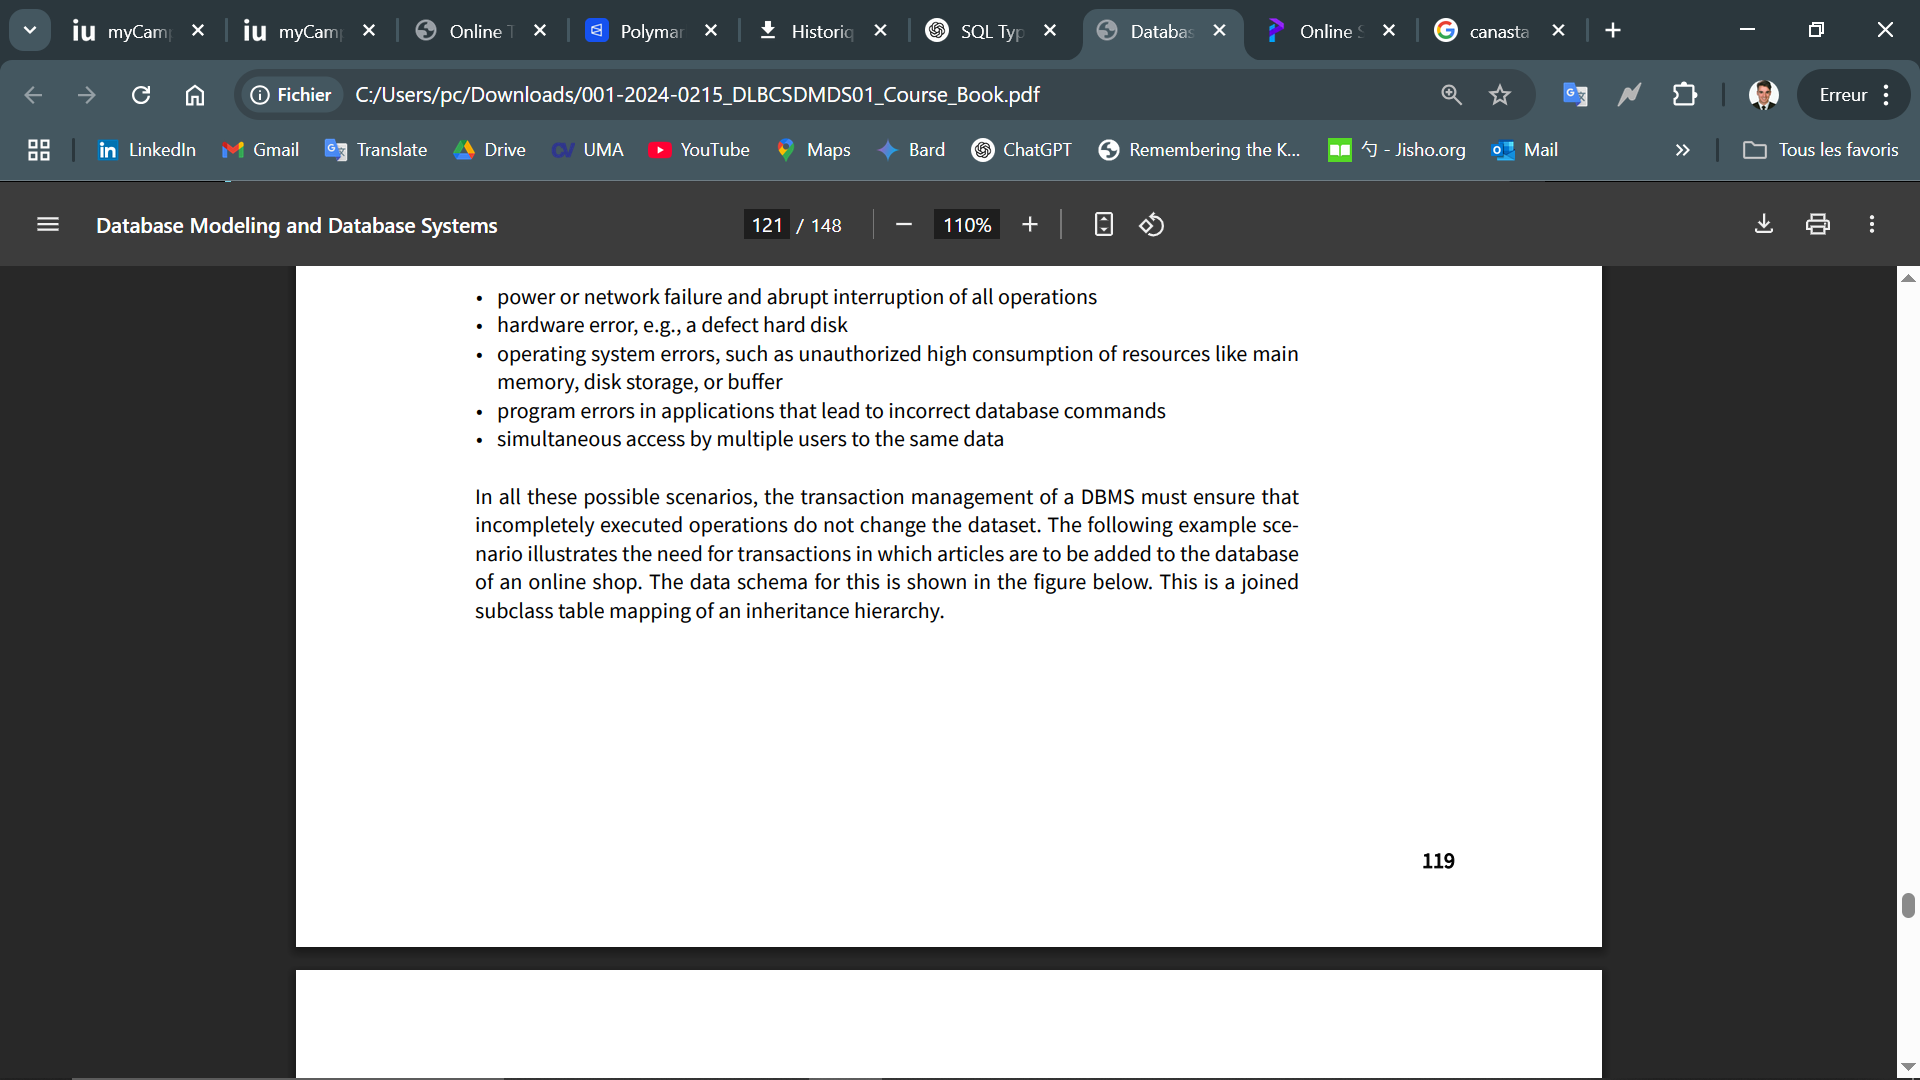 myCam
myCam
Online T
Polymar
Historiq
SQL Typ
Databas
Online S
canasta
Fichier
C:/Users/pc/Downloads/001-2024-0215_DLBCSDMDS01_Course_Book.pdf
Erreur
LinkedIn
Gmail
Translate
Drive
UMA
YouTube
Maps
Bard
ChatGPT
Remembering the K...
勺 - Jisho.org
Mail
Tous les favoris
Database Modeling and Database Systems
121 / 148
110%
• power or network failure and abrupt interruption of all operations
• hardware error, e.g., a defect hard disk
• operating system errors, such as unauthorized high consumption of resources like main
memory, disk storage, or buffer
• program errors in applications that lead to incorrect database commands
• simultaneous access by multiple users to the same data
In all these possible scenarios, the transaction management of a DBMS must ensure that
incompletely executed operations do not change the dataset. The following example sce-
nario illustrates the need for transactions in which articles are to be added to the database
of an online shop. The data schema for this is shown in the figure below. This is a joined
subclass table mapping of an inheritance hierarchy.
119